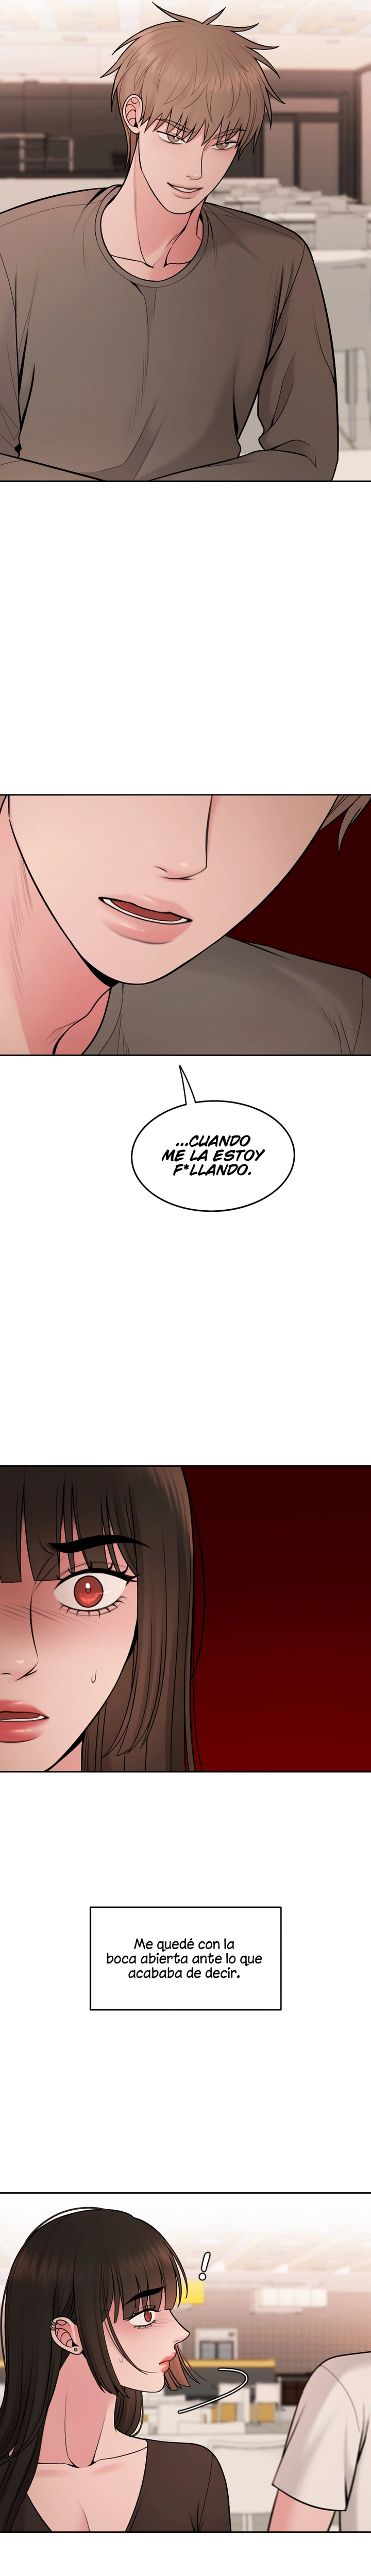 ...CUANDO
ME LA ESTOY
F*LLANDO.
Me quedé con la
boca abierta ante lo que
acababa de decir.
!